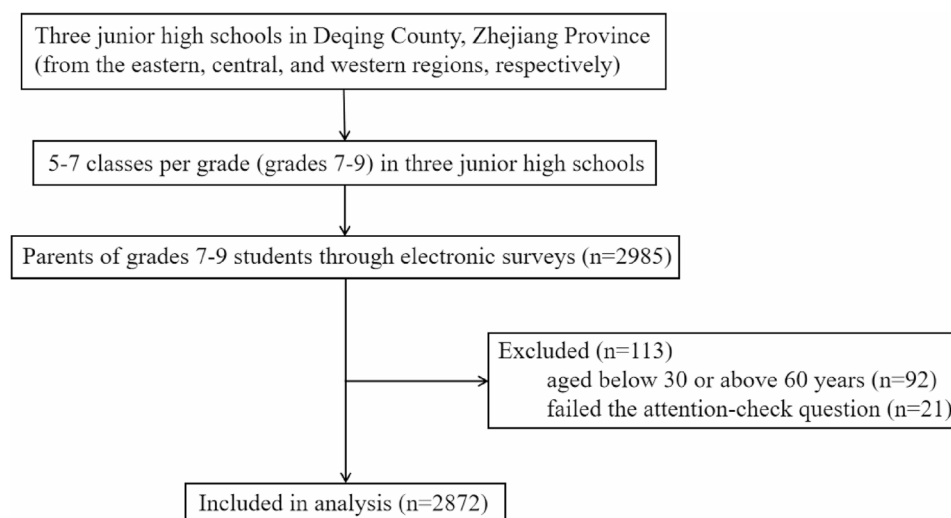 Three junior high schools in Deqing County, Zhejiang Province
(from the eastern, central, and western regions, respectively)
5-7 classes per grade (grades 7-9) in three junior high schools
Parents of grades 7-9 students through electronic surveys (n=2985)
Excluded (n=113)
aged below 30 or above 60 years (n=92)
failed the attention-check question (n=21)
Included in analysis (n=2872)